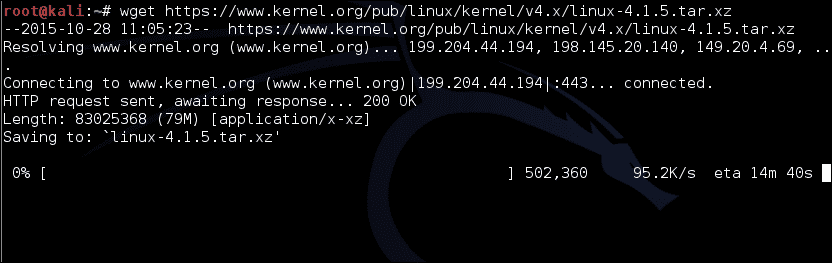 root@kali:~# wget https://www.kernel.org/pub/linux/kernel/v4.x/linux-4.1.5.tar.xz
--2015-10-28 11:05:23--  https://www.kernel.org/pub/linux/kernel/v4.x/linux-4.1.5.tar.xz
Resolving www.kernel.org (www.kernel.org)... 199.204.44.194, 198.145.20.140, 149.20.4.69, ..
.
Connecting to www.kernel.org (www.kernel.org)|199.204.44.194|:443... connected.
HTTP request sent, awaiting response... 200 OK
Length: 83025368 (79M) [application/x-xz]
Saving to: `linux-4.1.5.tar.xz'
 0% [                                                ] 502,360     95.2K/s  eta 14m 40s